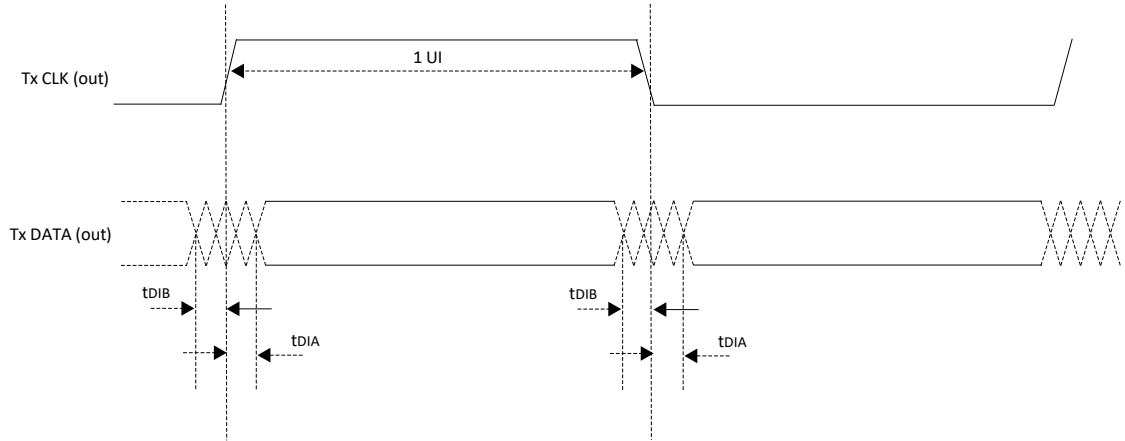 1 UI
Tx CLK (out)
Tx DATA (out)
tDIB
tDIB
tDIA
tDIA